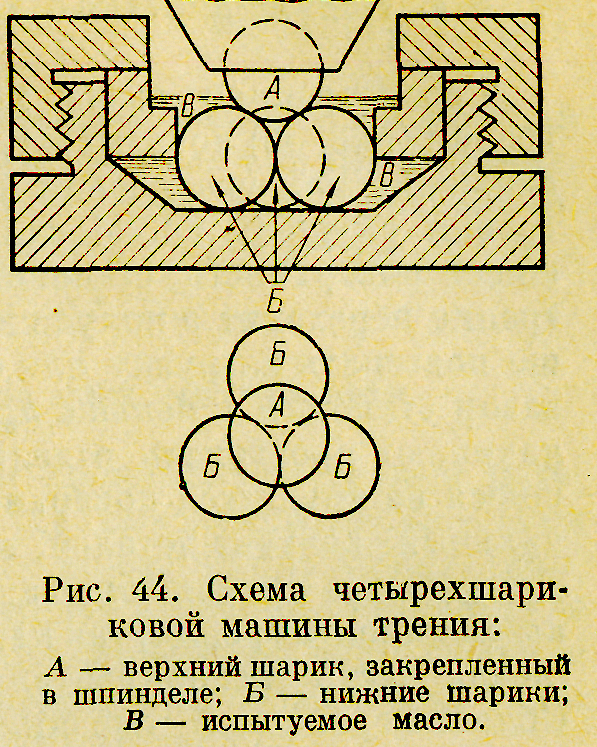 А
В
В
Б
Б
А
Б
Б
Рис. 44. Схема четырехшари-
ковой машины трения:
А — верхний шарик, закрепленный
в шпинделе; Б — нижние шарики;
В — испытуемое масло.